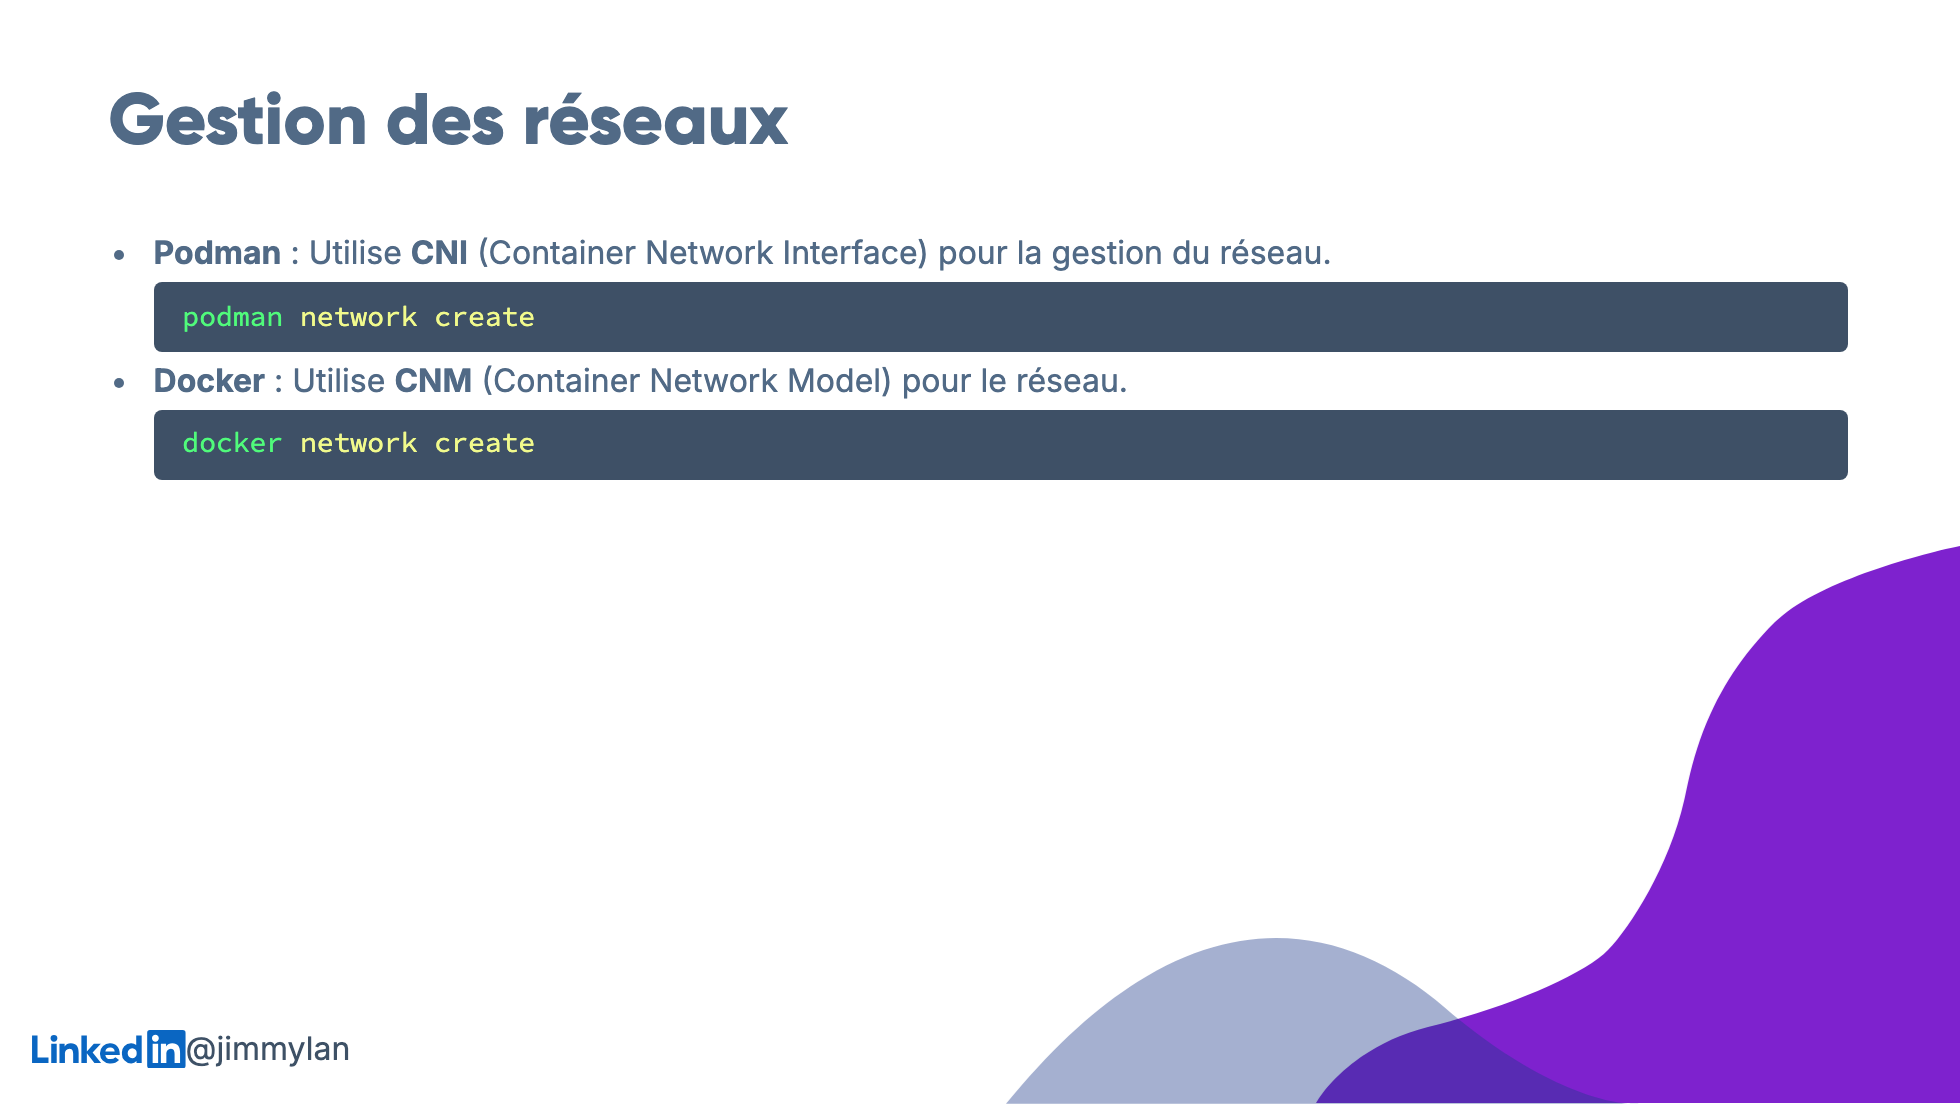 Gestion des réseaux
• Podman : Utilise CNI (Container Network Interface) pour la gestion du réseau.
podman network create
• Docker : Utilise CNM (Container Network Model) pour le réseau.
docker network create
Linkedin@jimmylan